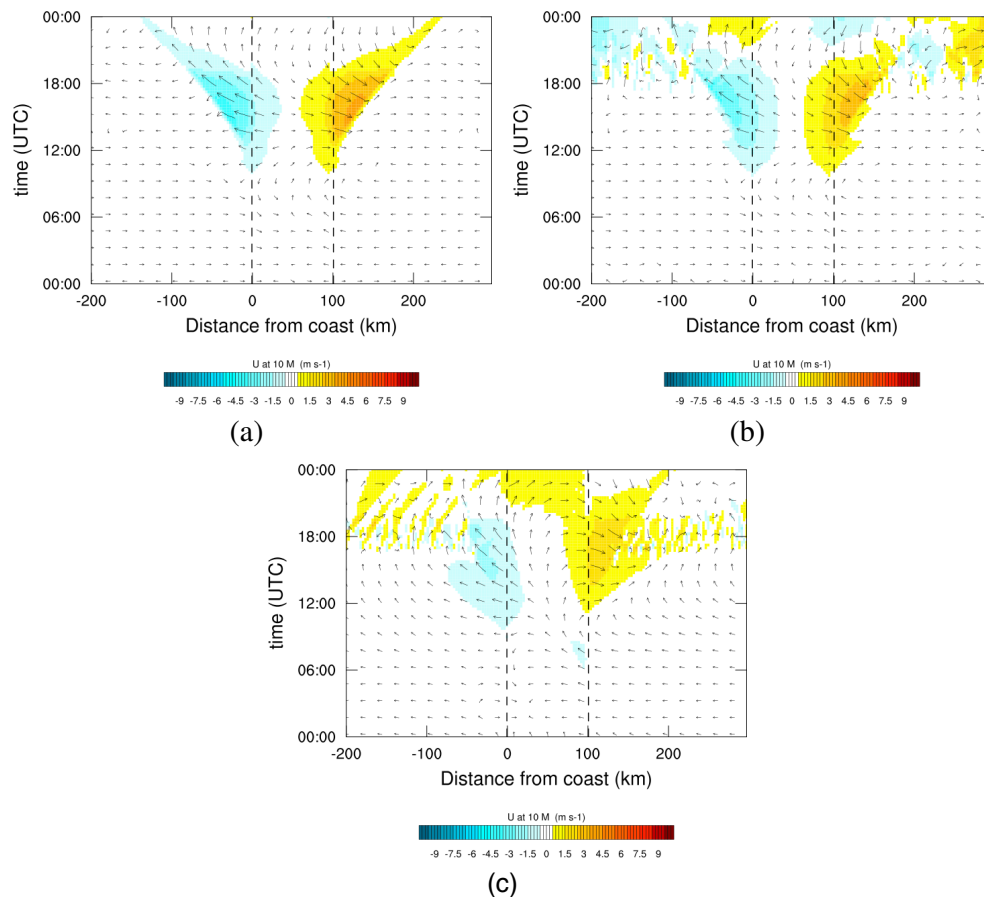 00:00 00:00
18:00 18:00
12:00 12:00
06:00 06:00
00:00 00:00
time (UTC) time (UTC)
-200 -100 0 100 200 -200 -100 0 100 200
Distance from coast (km) Distance from coast (km)
U at 10 M (m s-1) U at 10 M (m s-1)
-9 -7.5 -6 -4.5 -3 -1.5 0 1.5 3 4.5 6 7.5 9 -9 -7.5 -6 -4.5 -3 -1.5 0 1.5 3 4.5 6 7.5 9
(a) (b)
00:00
18:00
12:00
06:00
00:00
time (UTC)
-200 -100 0 100 200
Distance from coast (km)
U at 10 M (m s-1)
-9 -7.5 -6 -4.5 -3 -1.5 0 1.5 3 4.5 6 7.5 9
(c)